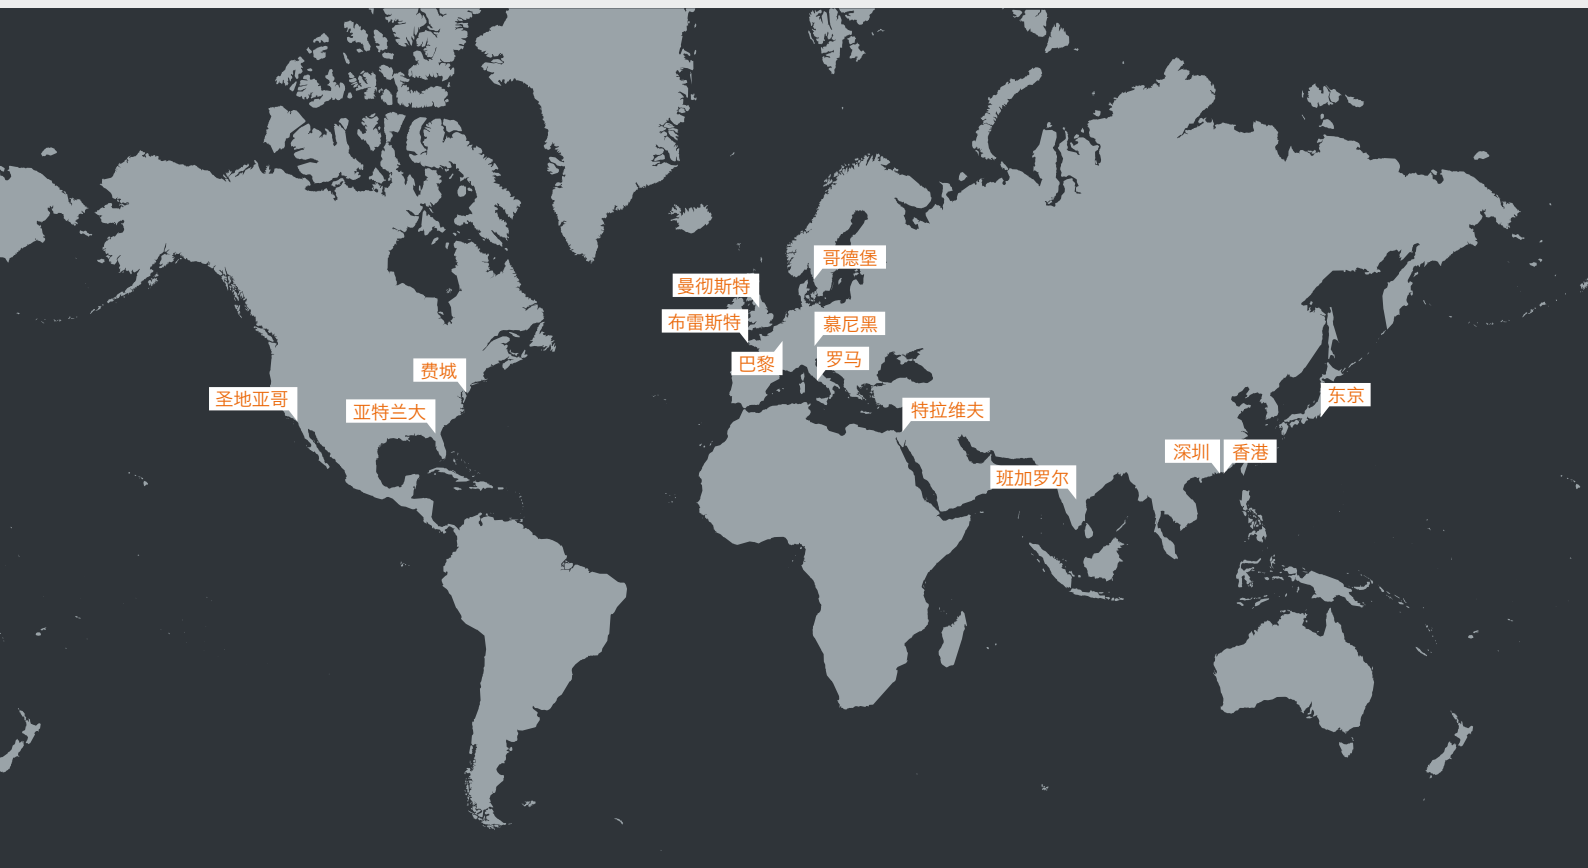 哥德堡
曼彻斯特
布雷斯特
慕尼黑
巴黎
罗马
费城
圣地亚哥
亚特兰大
东京
特拉维夫
深圳
香港
班加罗尔